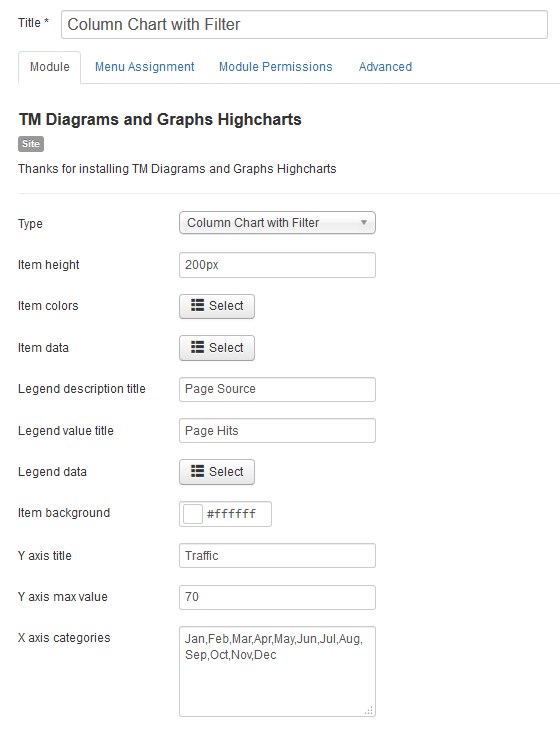 Title * Column Chart with Filter
Module Menu Assignment Module Permissions Advanced
TM Diagrams and Graphs Highcharts
Site
Thanks for installing TM Diagrams and Graphs Highcharts
Type Column Chart with Filter
Item height 200px
Item colors Select
Item data Select
Legend description title Page Source
Legend value title Page Hits
Legend data Select
Item background #ffffff
Y axis title Traffic
Y axis max value 70
X axis categories Jan,Feb,Mar,Apr,May,Jun,Jul,Aug,
Sep,Oct,Nov,Dec